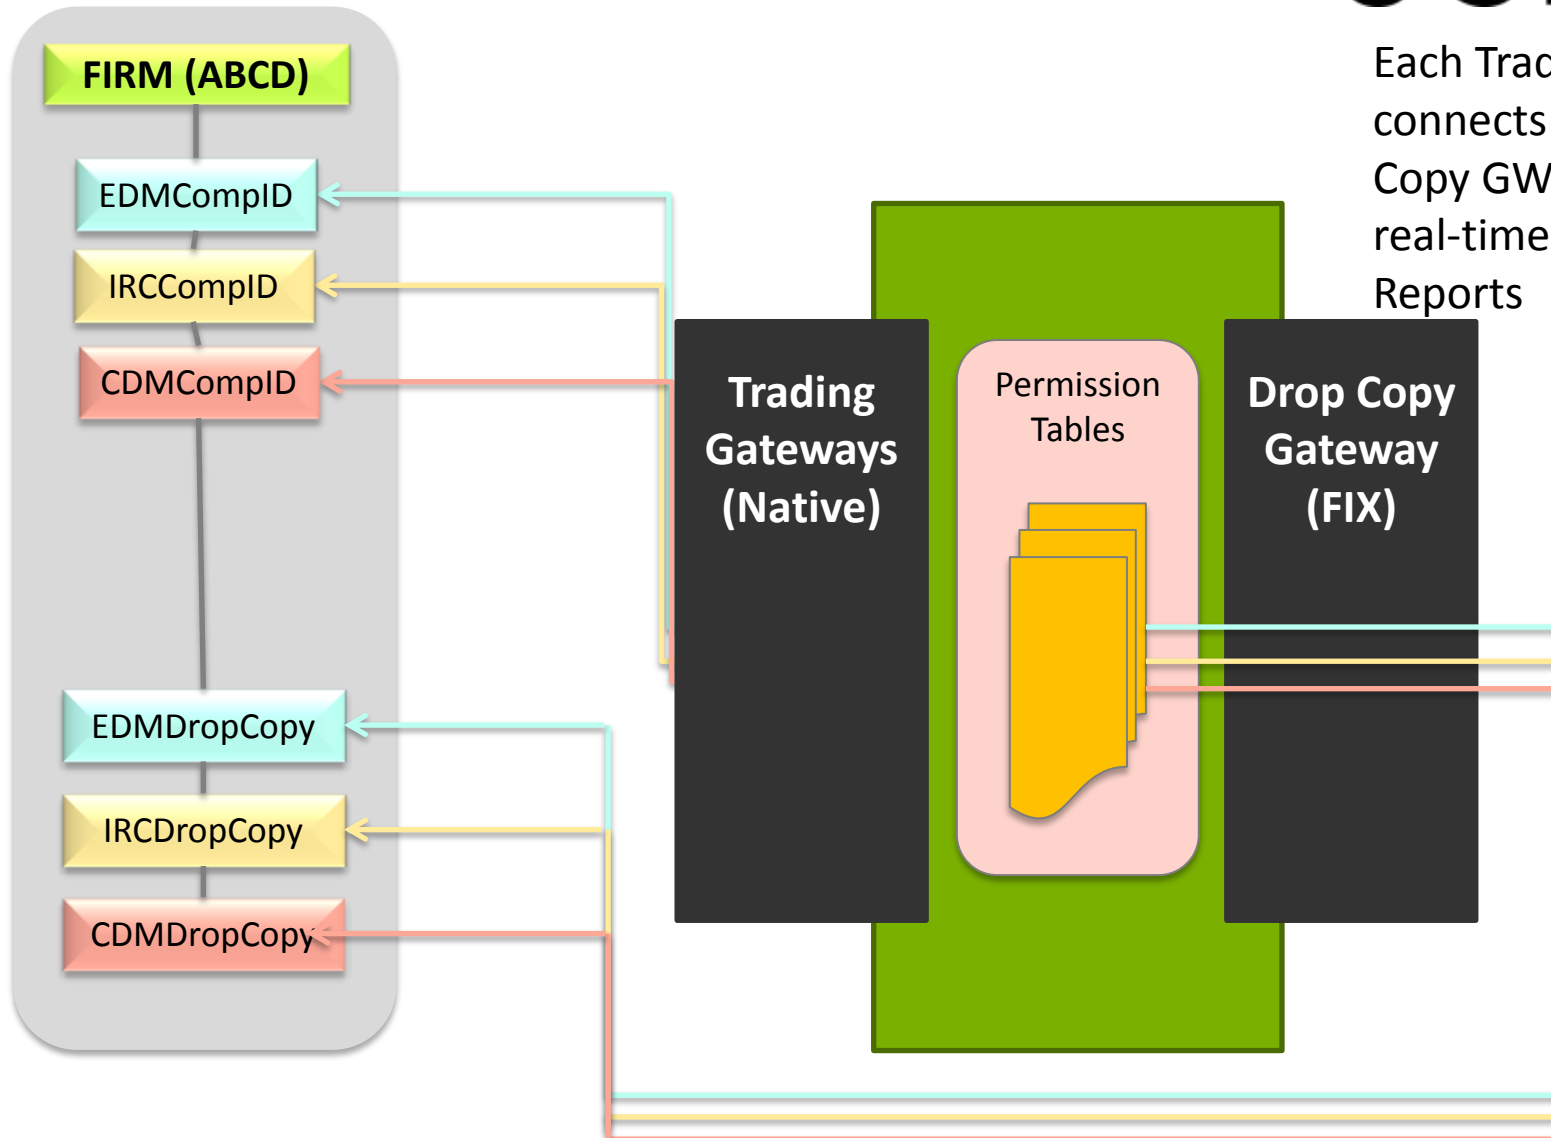 FIRM (ABCD)
EDMCompID
IRCCompID
CDMCompID
EDMDropCopy
IRCDropCopy
CDMDropCopy
Trading
Gateways
(Native)
Permission
Tables
Drop Copy
Gateway
(FIX)
Each
connects
Copy GW
real-time
Reports